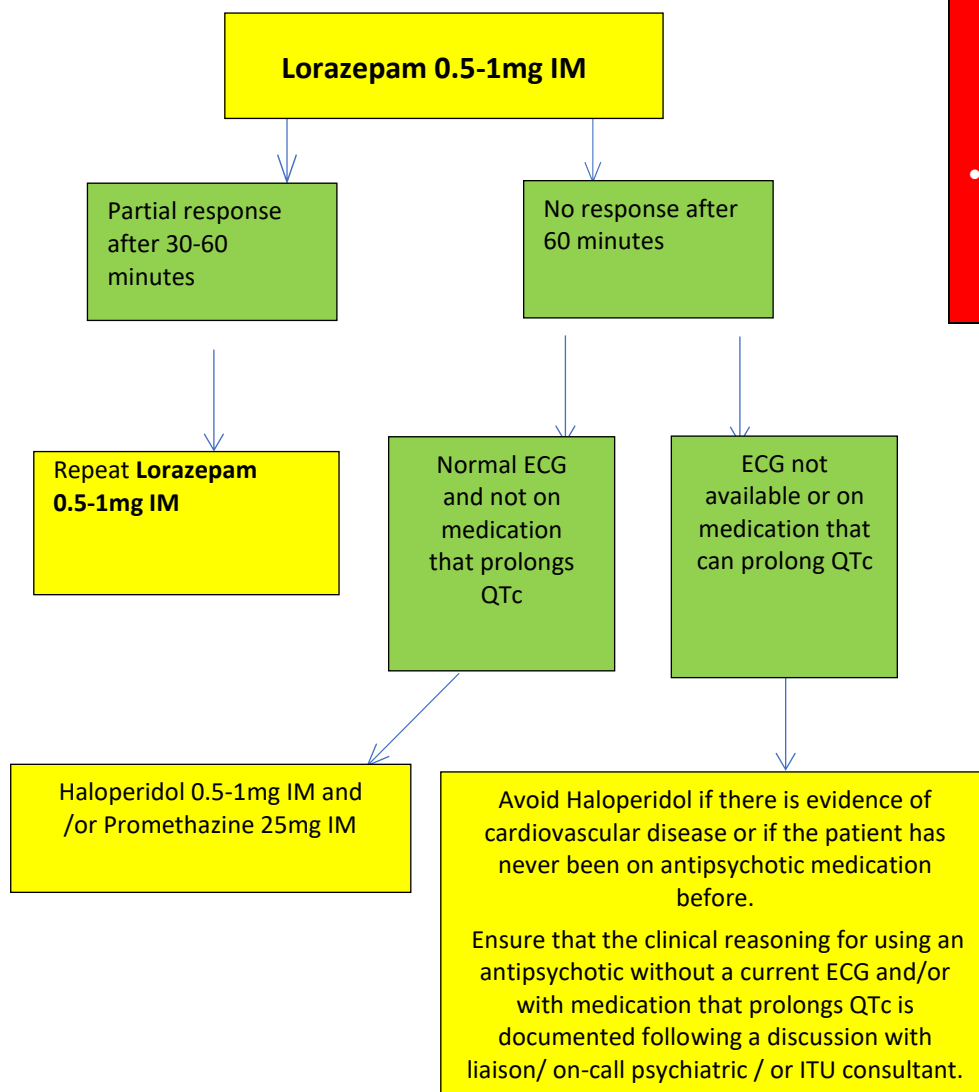 Lorazepam 0.5-1mg IM
Partial response
after 30-60
minutes
No response after
60 minutes
Repeat Lorazepam
0.5-1mg IM
Normal ECG
and not on
medication
that prolongs
QTc
ECG not
available or on
medication that
can prolong QTc
Haloperidol 0.5-1mg IM and
/or Promethazine 25mg IM
Avoid Haloperidol if there is evidence of
cardiovascular disease or if the patient has
never been on antipsychotic medication
before.
Ensure that the clinical reasoning for using an
antipsychotic without a current ECG and/or
with medication that prolongs QTc is
documented following a discussion with
liaison/ on-call psychiatric / or ITU consultant.